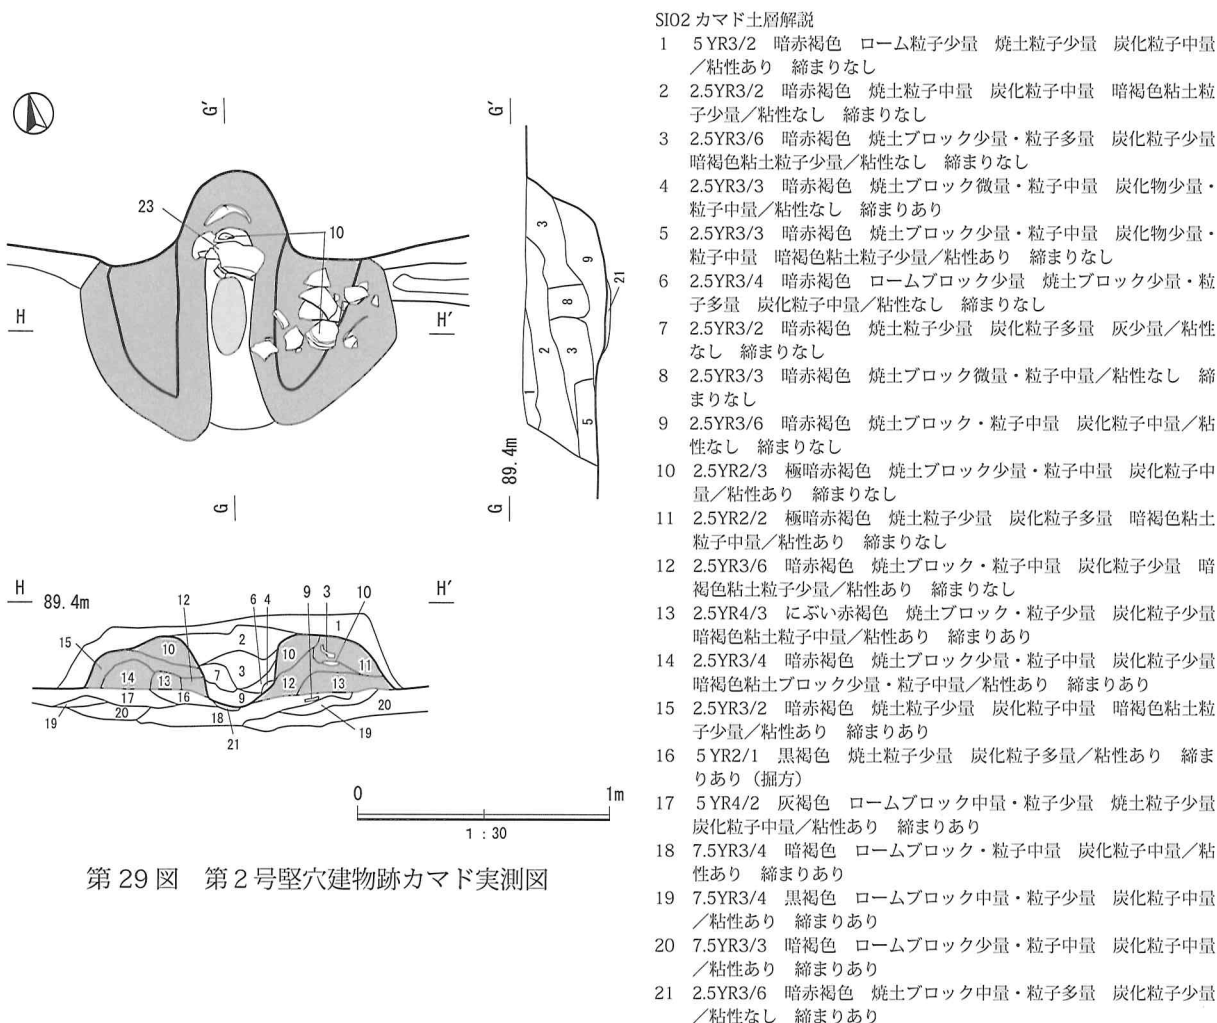 G′
G′
23
10
H
H′
G
3
9
21
8
2
3
1
5
89.4m
G
H
89.4m
H′
12
6
4
9
3
10
1
15
10
2
10
11
14
13
7
3
12
13
17
16
9
20
19
20
18
21
19
0
1m
1：30
第 29 図　第２号竪穴建物跡カマド実測図
SI02 カマド土層解説
1　5YR3/2　暗赤褐色　ローム粒子少量　焼土粒子少量　炭化粒子中量
／粘性あり　締まりなし
2　2.5YR3/2　暗赤褐色　焼土粒子中量　炭化粒子中量　暗褐色粘土粒
子少量／粘性なし　締まりなし
3　2.5YR3/6　暗赤褐色　焼土ブロック少量・粒子多量　炭化粒子少量
暗褐色粘土粒子少量／粘性なし　締まりなし
4　2.5YR3/3　暗赤褐色　焼土ブロック微量・粒子中量　炭化物少量・
粒子中量／粘性なし　締まりあり
5　2.5YR3/3　暗赤褐色　焼土ブロック少量・粒子中量　炭化物少量・
粒子中量　暗褐色粘土粒子少量／粘性あり　締まりなし
6　2.5YR3/4　暗赤褐色　ロームブロック少量　焼土ブロック少量・粒
子多量　炭化粒子中量／粘性なし　締まりなし
7　2.5YR3/2　暗赤褐色　焼土粒子少量　炭化粒子多量　灰少量／粘性
なし　締まりなし
8　2.5YR3/3　暗赤褐色　焼土ブロック微量・粒子中量／粘性なし　締
まりなし
9　2.5YR3/6　暗赤褐色　焼土ブロック・粒子中量　炭化粒子中量／粘
性なし　締まりなし
10　2.5YR2/3　極暗赤褐色　焼土ブロック少量・粒子中量　炭化粒子中
量／粘性あり　締まりなし
11　2.5YR2/2　極暗赤褐色　焼土粒子少量　炭化粒子多量　暗褐色粘土
粒子中量／粘性あり　締まりなし
12　2.5YR3/6　暗赤褐色　焼土ブロック・粒子中量　炭化粒子少量　暗
褐色粘土粒子少量／粘性あり　締まりなし
13　2.5YR4/3　にぶい赤褐色　焼土ブロック・粒子少量　炭化粒子少量
暗褐色粘土粒子中量／粘性あり　締まりあり
14　2.5YR3/4　暗赤褐色　焼土ブロック少量・粒子中量　炭化粒子少量
暗褐色粘土ブロック少量・粒子中量／粘性あり　締まりあり
15　2.5YR3/2　暗赤褐色　焼土粒子少量　炭化粒子中量　暗褐色粘土粒
子少量／粘性あり　締まりあり
16　5YR2/1　黒褐色　焼土粒子少量　炭化粒子多量／粘性あり　締ま
りあり（掘方）
17　5YR4/2　灰褐色　ロームブロック中量・粒子少量　焼土粒子少量
炭化粒子中量／粘性あり　締まりあり
18　7.5YR3/4　暗褐色　ロームブロック・粒子中量　炭化粒子中量／粘
性あり　締まりあり
19　7.5YR3/4　黒褐色　ロームブロック中量・粒子少量　炭化粒子中量
／粘性あり　締まりあり
20　7.5YR3/3　暗褐色　ロームブロック少量・粒子中量　炭化粒子中量
／粘性あり　締まりあり
21　2.5YR3/6　暗赤褐色　焼土ブロック中量・粒子多量　炭化粒子少量
／粘性なし　締まりあり